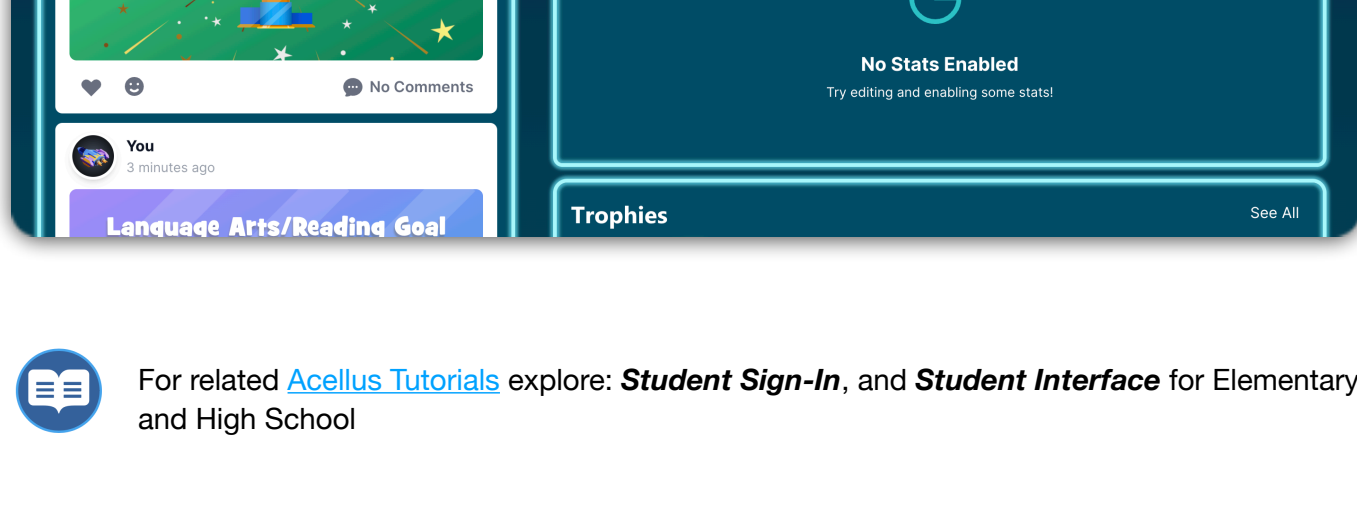 No Comments
You
3 minutes ago
Language Arts/Reading Goal
No Stats Enabled
Try editing and enabling some stats!
Trophies
See All
For related Acellus Tutorials explore: Student Sign-In, and Student Interface for Elementary
and High School